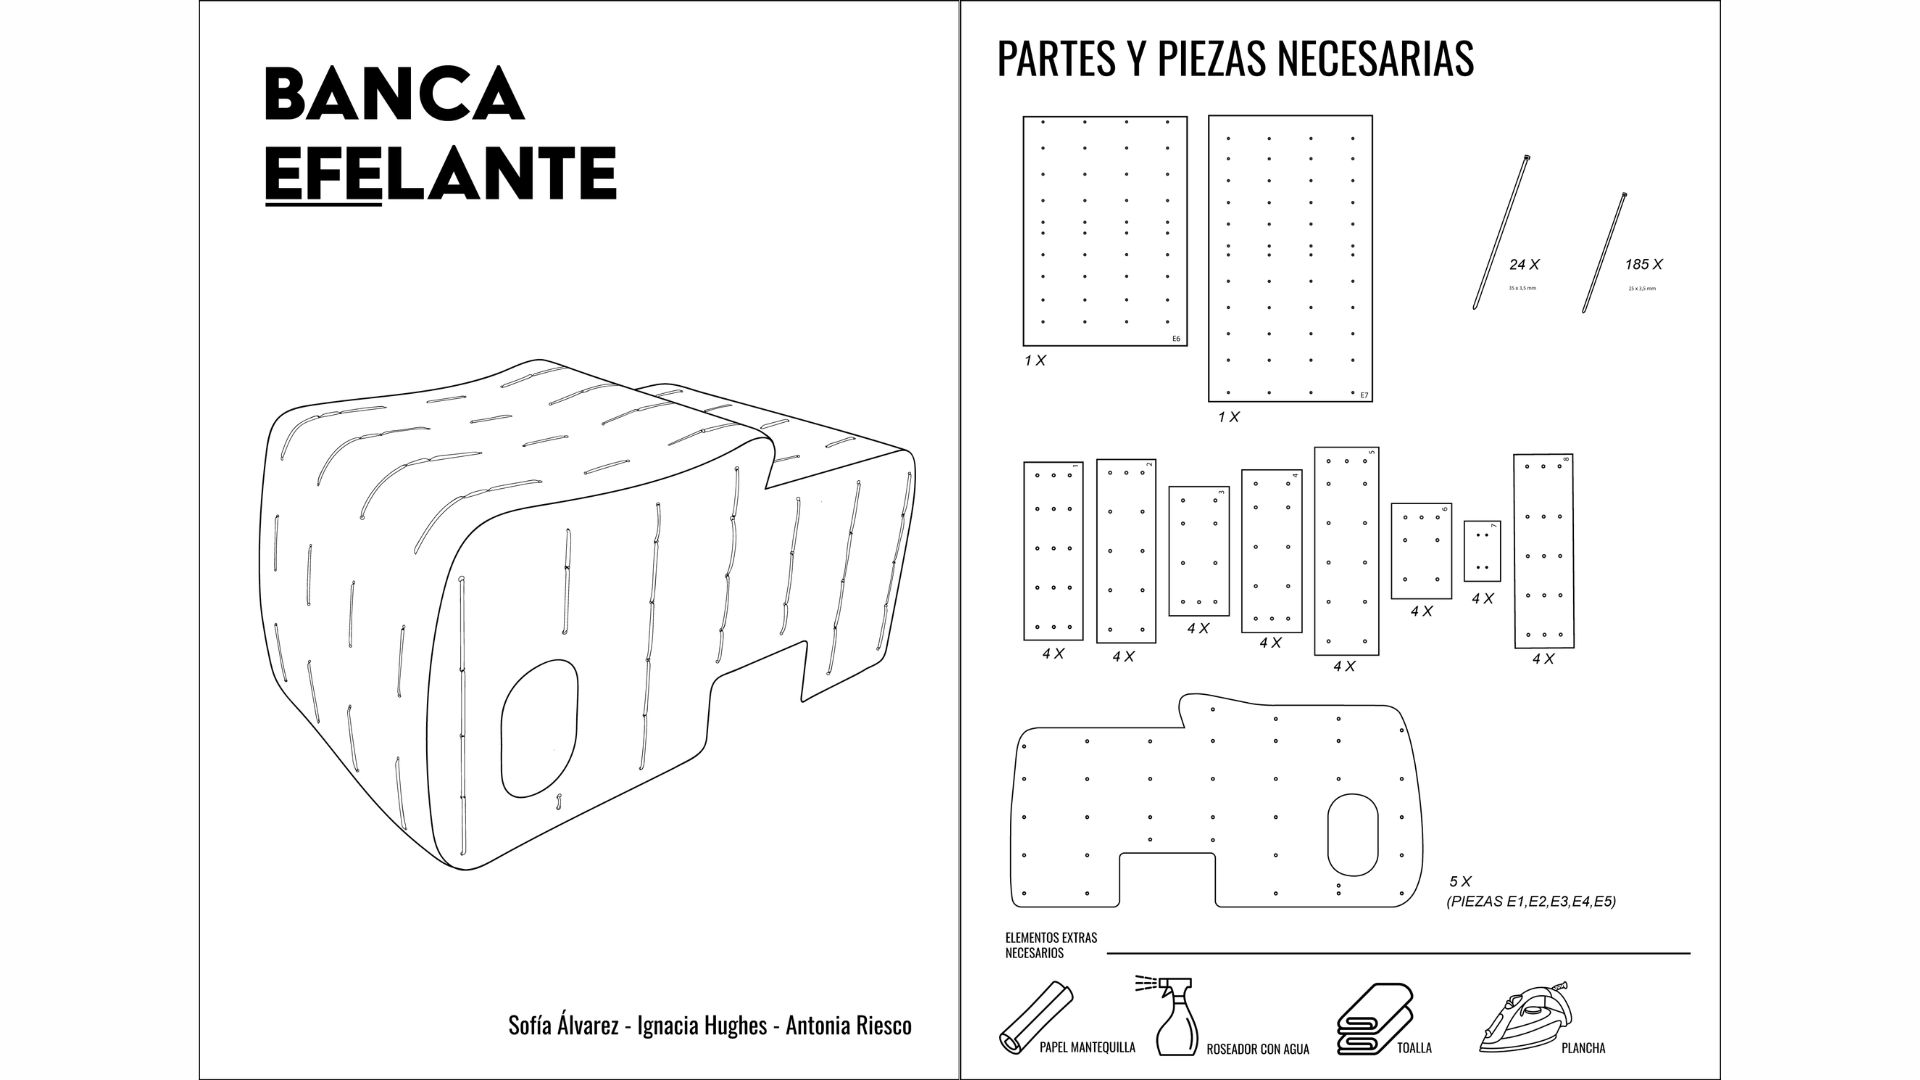 BANCA
EFELANTE
Sofía Álvarez - Ignacia Hughes - Antonia Riesco
PARTES Y PIEZAS NECESARIAS
E6
1 X
E7
1 X
24 X
35 x 3,5 mm
185 X
25 x 3,5 mm
1
4 X
2
4 X
3
4 X
4
4 X
5
4 X
6
4 X
7
4 X
8
4 X
5 X
(PIEZAS E1,E2,E3,E4,E5)
ELEMENTOS EXTRAS
NECESARIOS
PAPEL MANTEQUILLA
ROSEADOR CON AGUA
TOALLA
PLANCHA